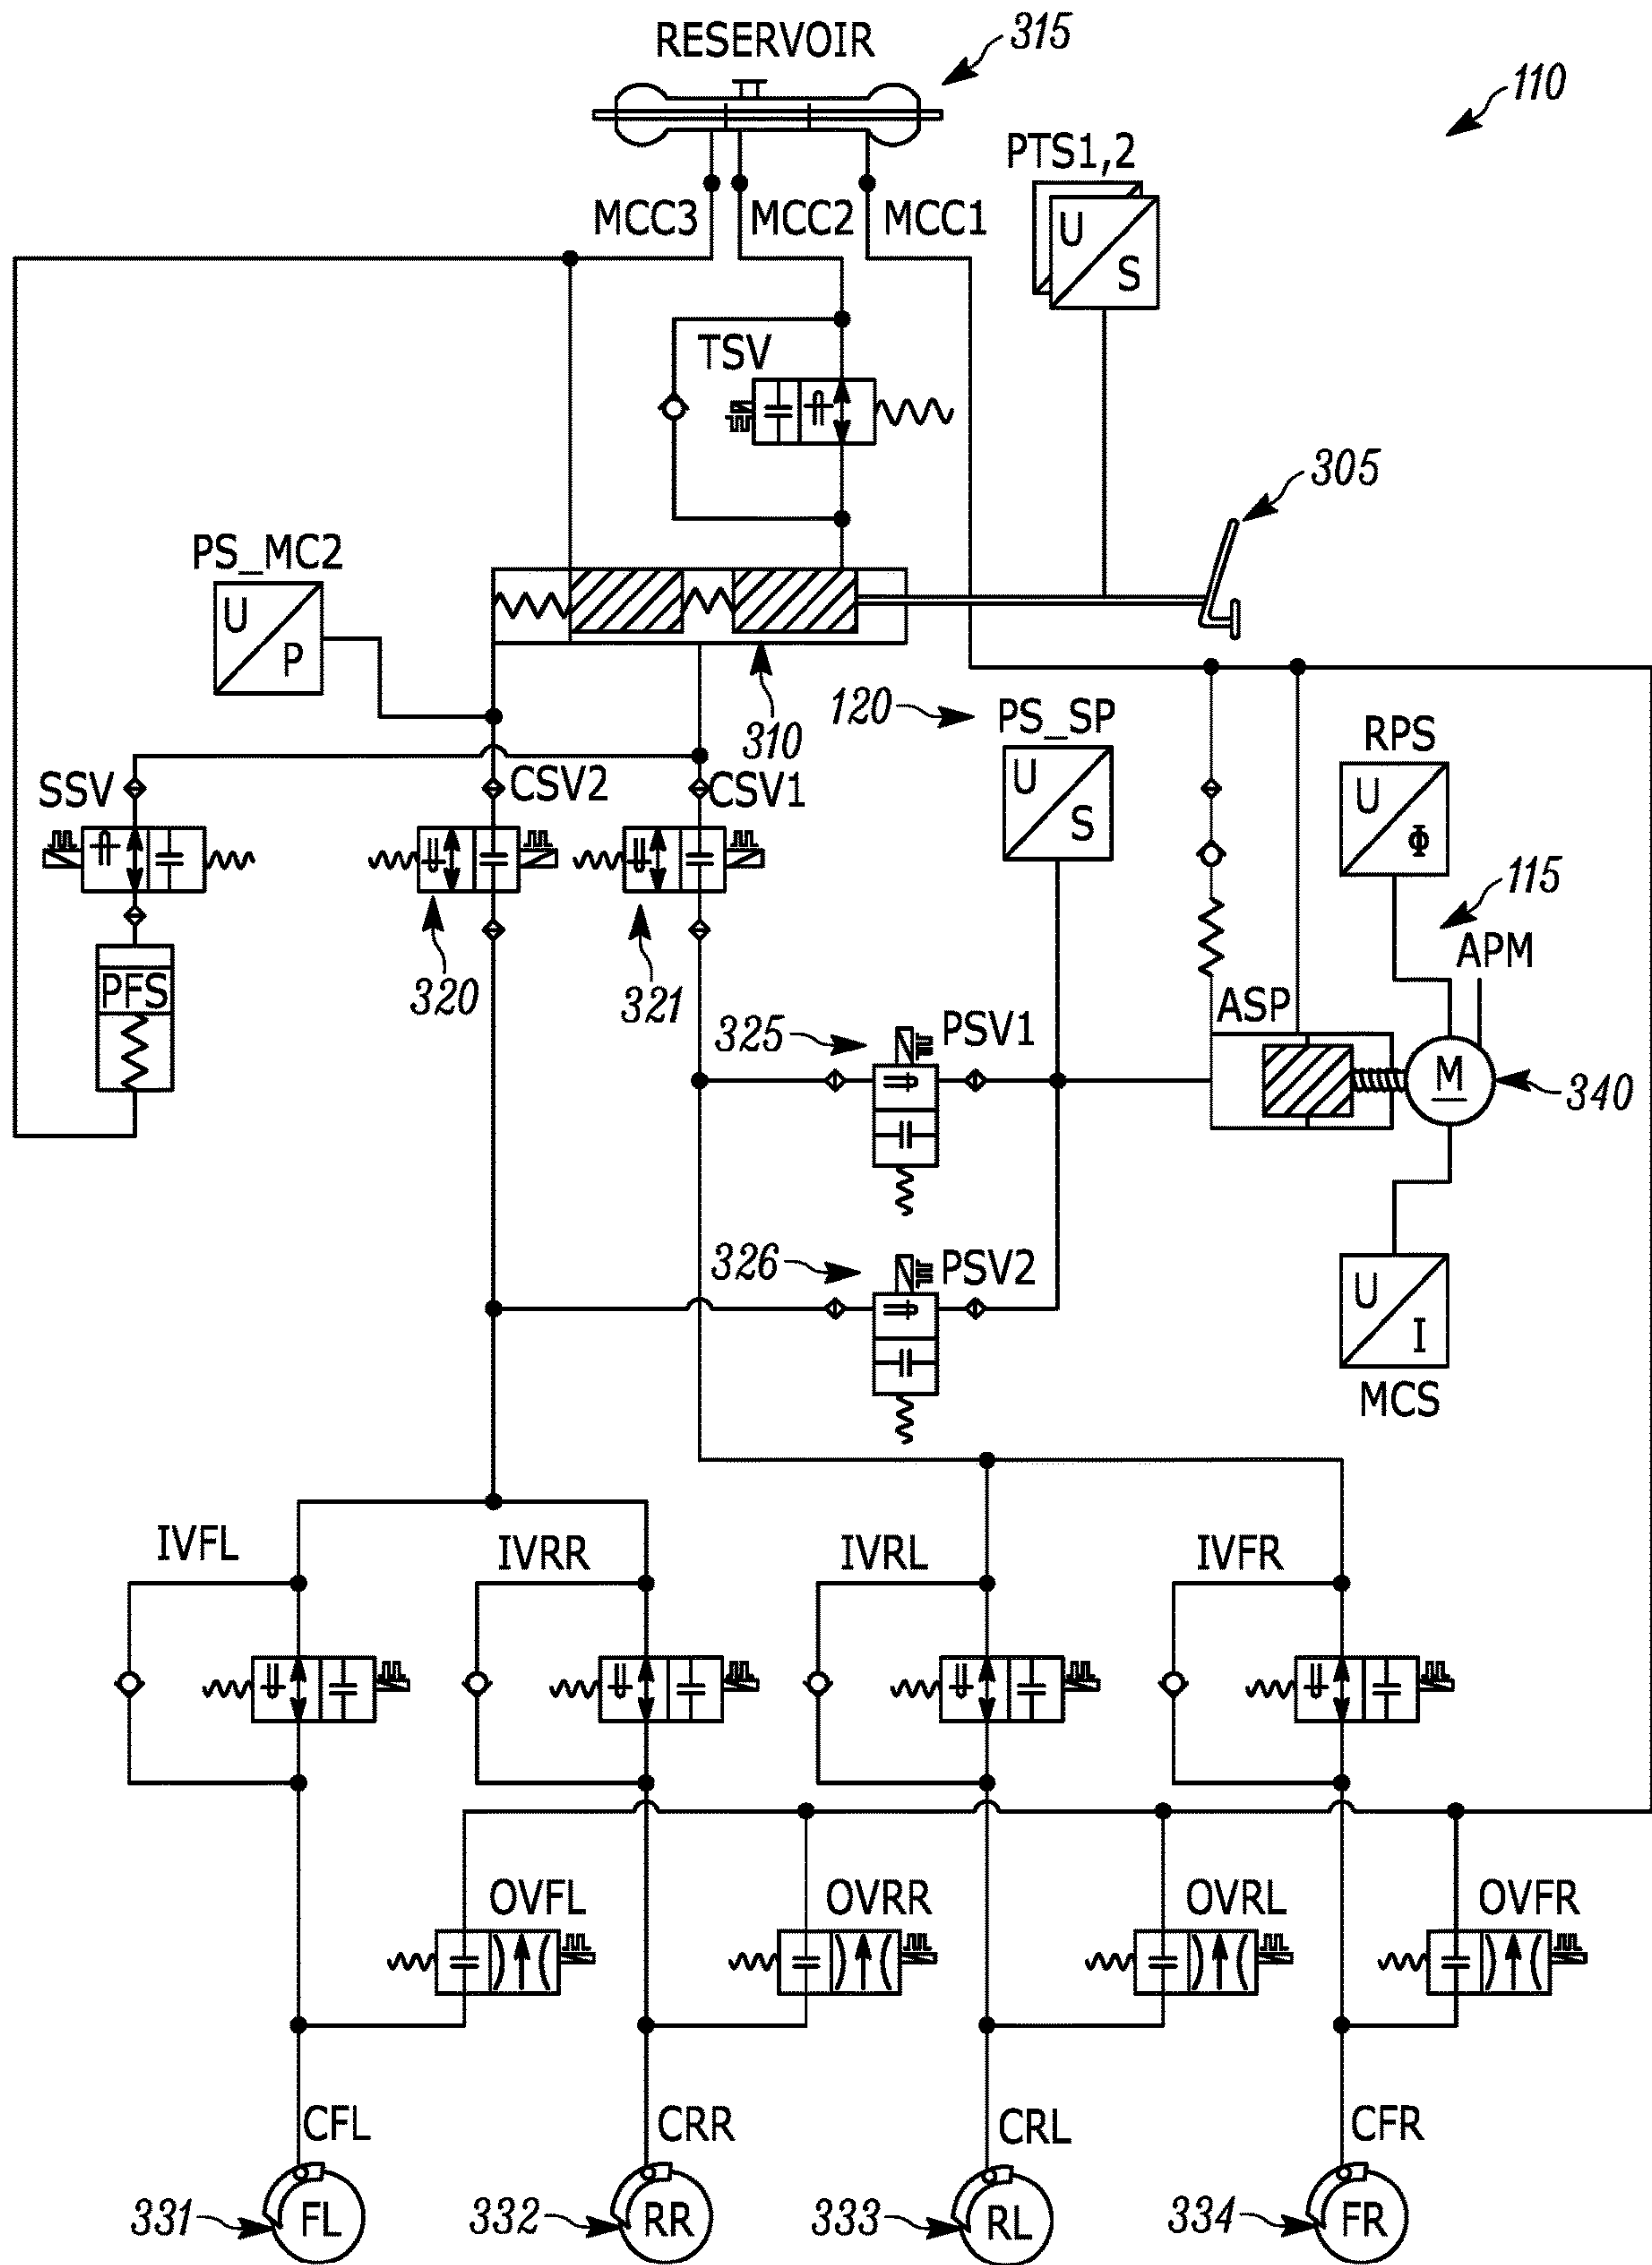 RESERVOIR
315
110
PTS1,2
MCC3 MCC2 MCC1
U
S
TSV
305
PS_MC2
U
P
310
120
PS_SP
U
S
RPS
U
Φ
SSV
CSV2
CSV1
115
APM
PFS
320
321
ASP
325
PSV1
M
340
326
PSV2
U
I
MCS
IVFL
IVRR
IVRL
IVFR
OVFL
OVRR
OVRL
OVFR
CFL
CRR
CRL
CFR
331
FL
332
RR
333
RL
334
FR